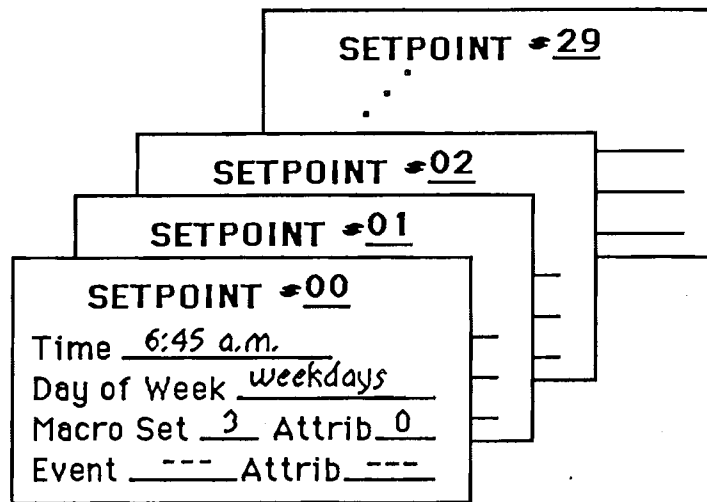 SETPOINT #29
SETPOINT #02
SETPOINT #01
SETPOINT #00
Time 6:45 a.m.
Day of Week weekdays
Macro Set 3 Attrib 0
Event --- Attrib ---